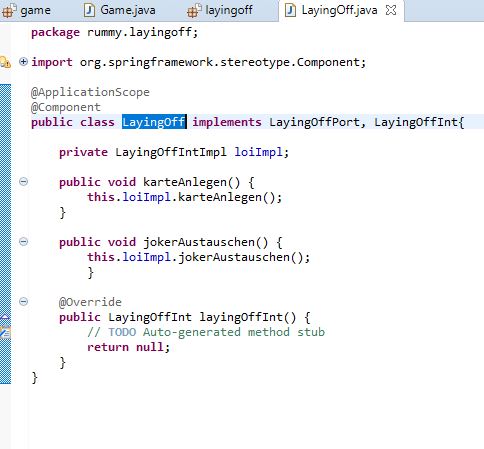 game Game.java layingoff LayingOff.java
package rummy.layingoff;
import org.springframework.stereotype.Component;
@ApplicationScope
@Component
public class LayingOff implements LayingOffPort, LayingOffInt{
private LayingOffIntImpl loiImpl;
public void karteAnlegen() {
this.loiImpl.karteAnlegen();
}
public void jokerAustauschen() {
this.loiImpl.jokerAustauschen();
}
@Override
public LayingOffInt layingOffInt() {
// TODO Auto-generated method stub
return null;
}
}